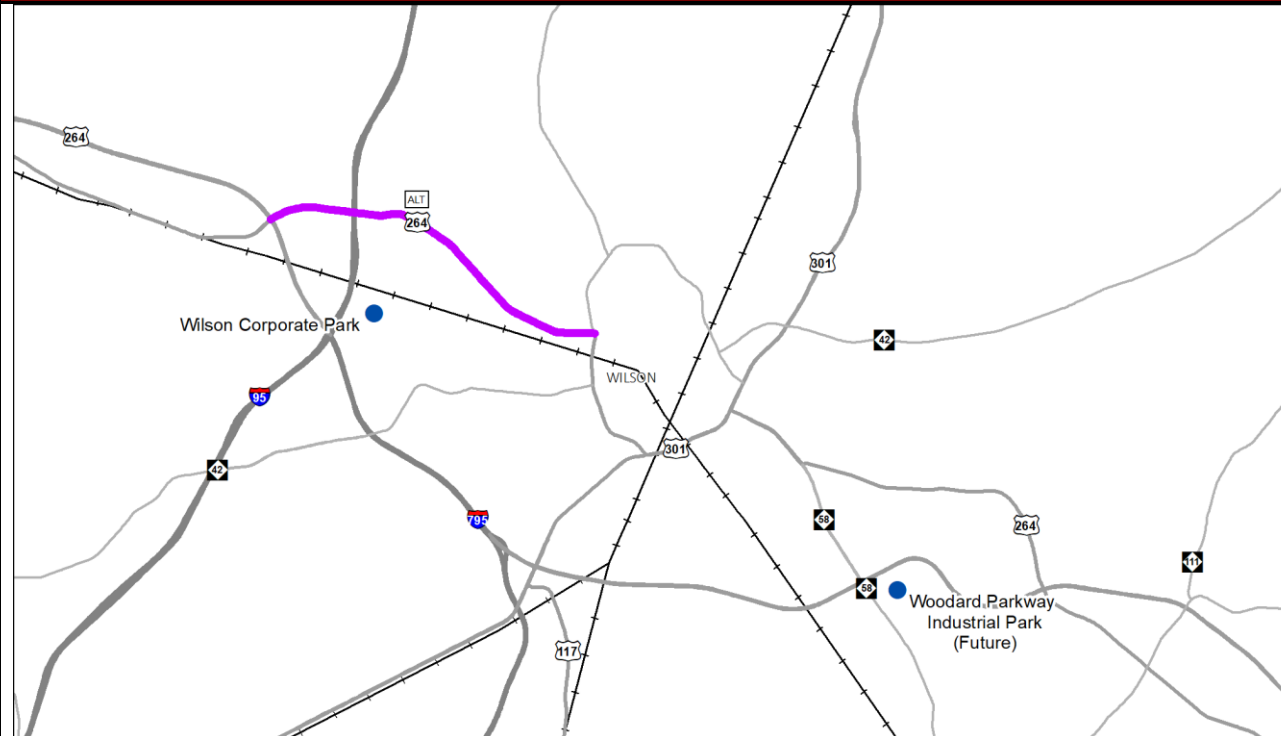 264
ALT
264
301
Wilson Corporate Park
42
WILSON
95
301
42
795
58
264
111
58
Woodard Parkway
Industrial Park
(Future)
117